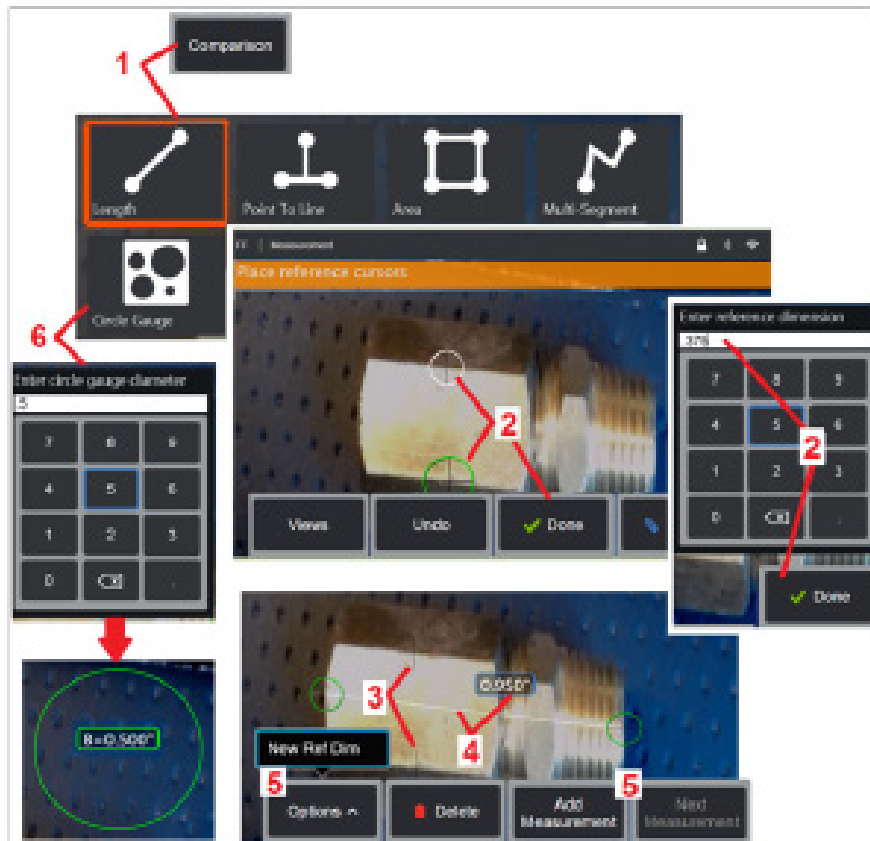 Comparison
1
Length
Point To Line
Area
Multi-Segment
Measurement
Place reference cursors
Circle Gauge
6
Enter reference dimension
.376
7 8 9
4 5 6
1 2 3
0 .
2
Done
Enter circle gauge diameter
.5
7 8 9
4 5 6
1 2 3
0 .
2
Views
Undo
Done
3
0.950"
4
New Ref Dim
5
5
Options
Delete
Add
Measurement
Next
Measurement
=0.500"